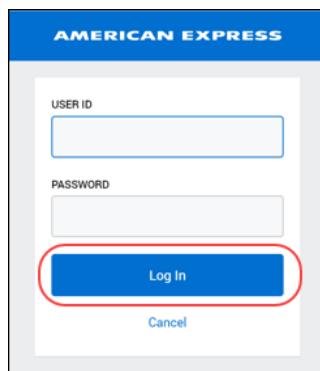 AMERICAN EXPRESS
USER ID
PASSWORD
Log In
Cancel